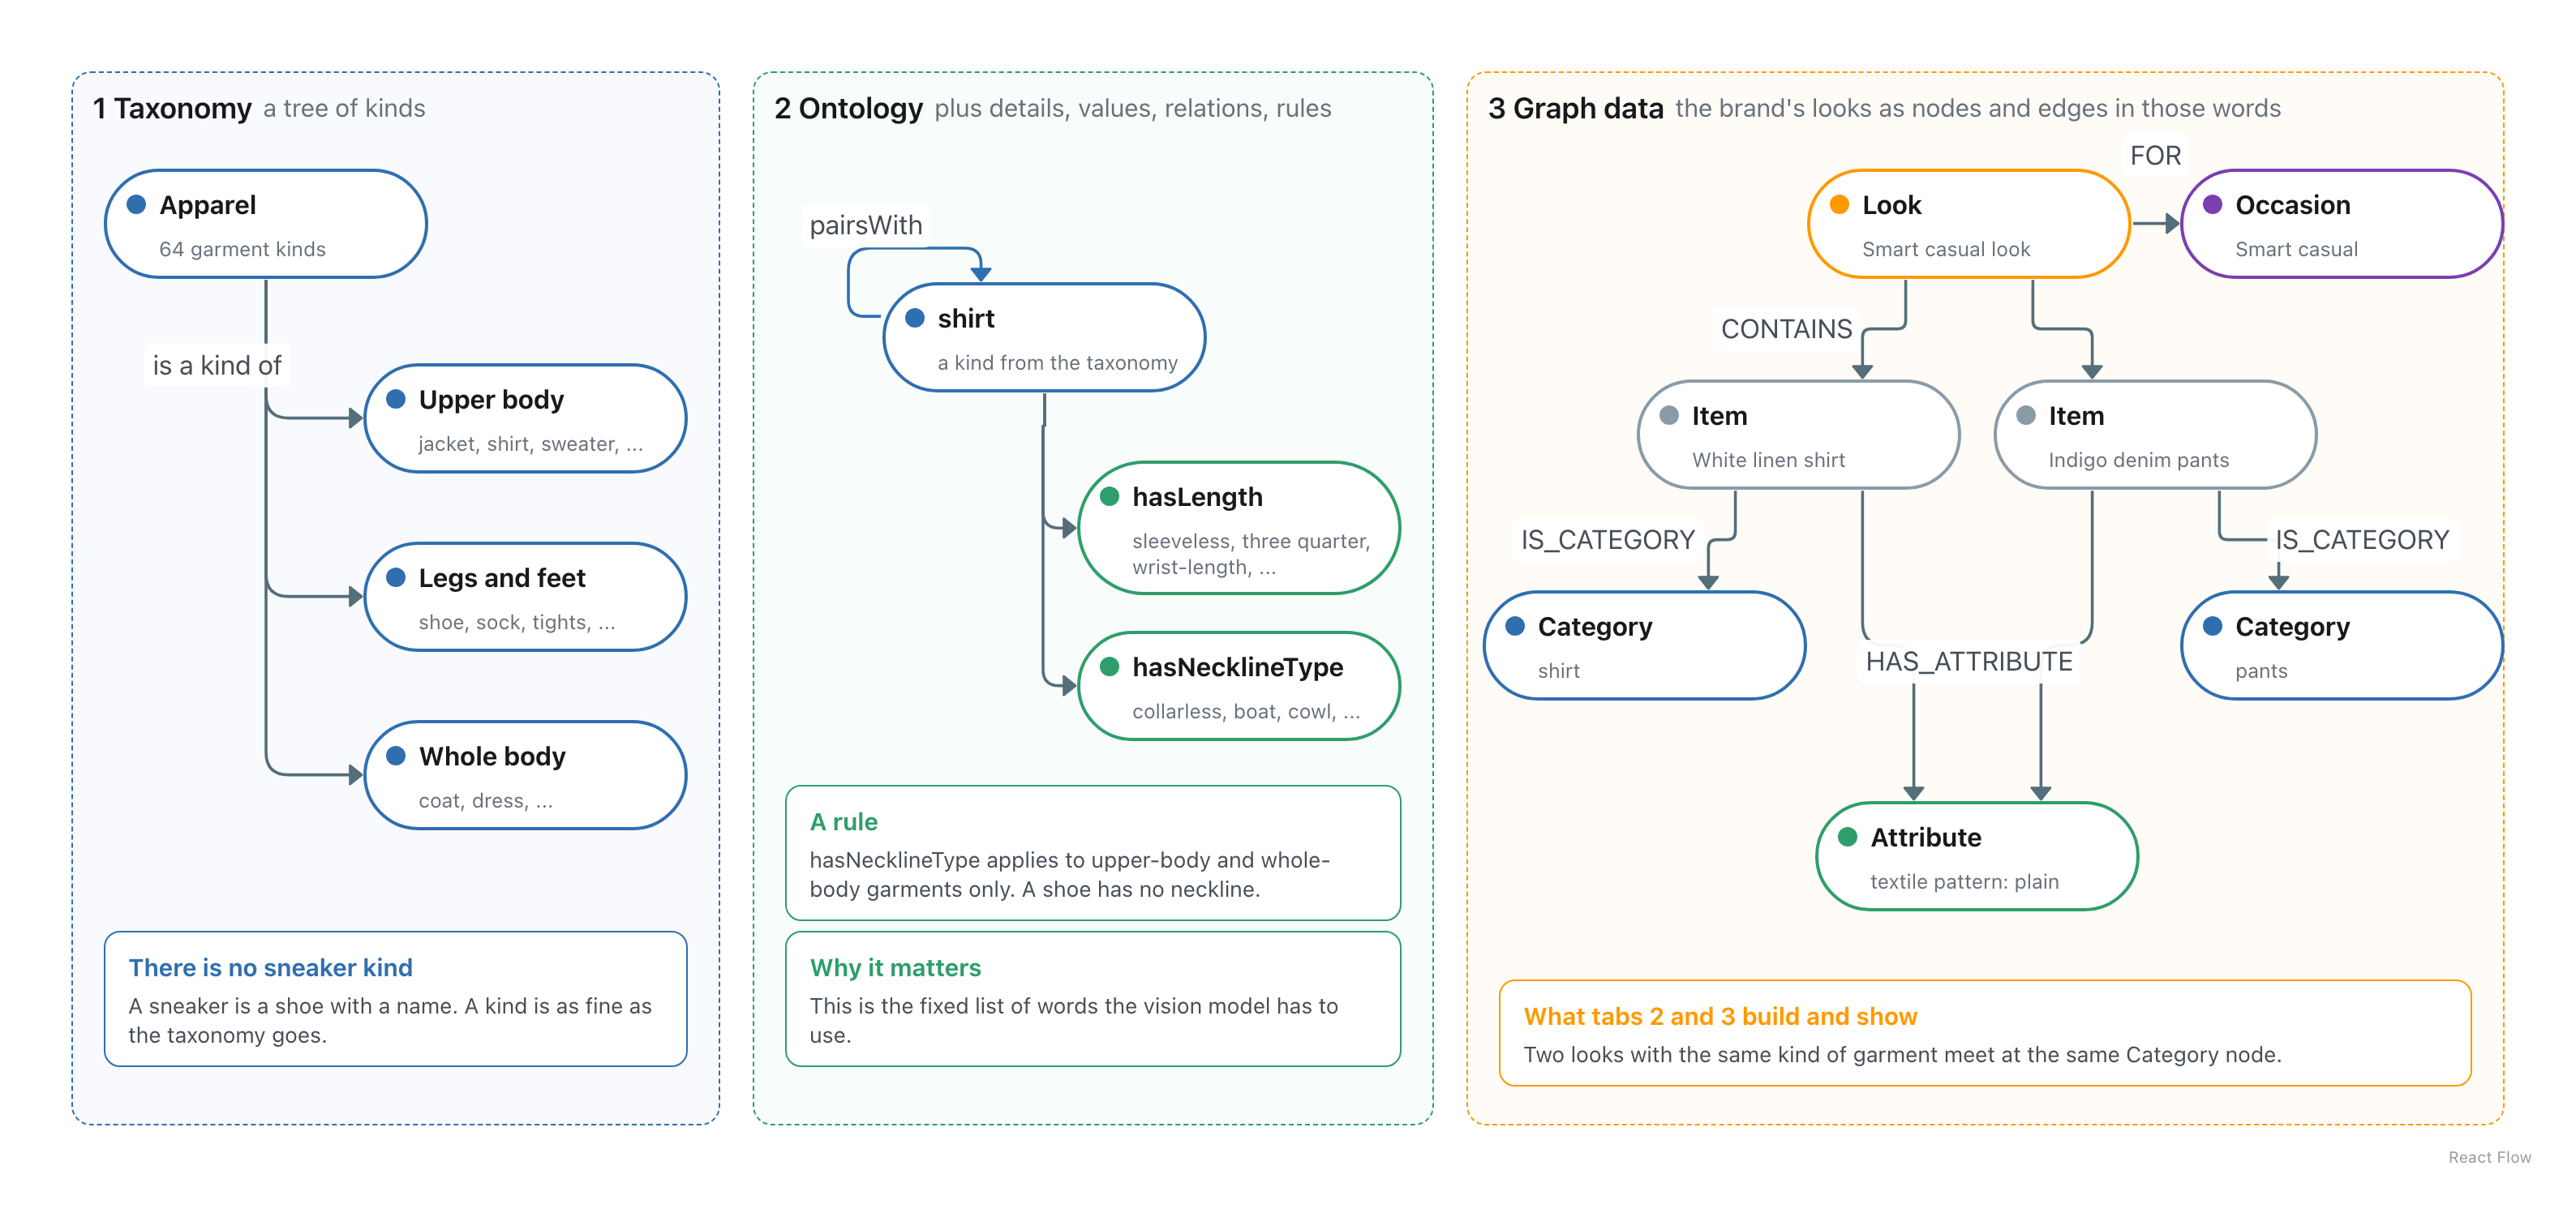 1 Taxonomy a tree of kinds
Apparel
64 garment kinds
is a kind of
Upper body
jacket, shirt, sweater, ...
Legs and feet
shoe, sock, tights, ...
Whole body
coat, dress, ...
There is no sneaker kind
A sneaker is a shoe with a name. A kind is as fine as
the taxonomy goes.
2 Ontology plus details, values, relations, rules
pairsWith
shirt
a kind from the taxonomy
hasLength
sleeveless, three quarter,
wrist-length, ...
hasNecklineType
collarless, boat, cowl, ...
A rule
hasNecklineType applies to upper-body and whole-
body garments only. A shoe has no neckline.
Why it matters
This is the fixed list of words the vision model has to
use.
3 Graph data the brand's looks as nodes and edges in those words
FOR
Look
Smart casual look
Occasion
Smart casual
CONTAINS
Item
White linen shirt
Item
Indigo denim pants
IS_CATEGORY
IS_CATEGORY
Category
shirt
HAS_ATTRIBUTE
Category
pants
Attribute
textile pattern: plain
What tabs 2 and 3 build and show
Two looks with the same kind of garment meet at the same Category node.
React Flow